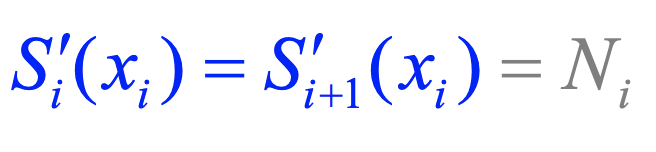 S′ᵢ(xᵢ) = S′ᵢ₊₁(xᵢ) = Nᵢ